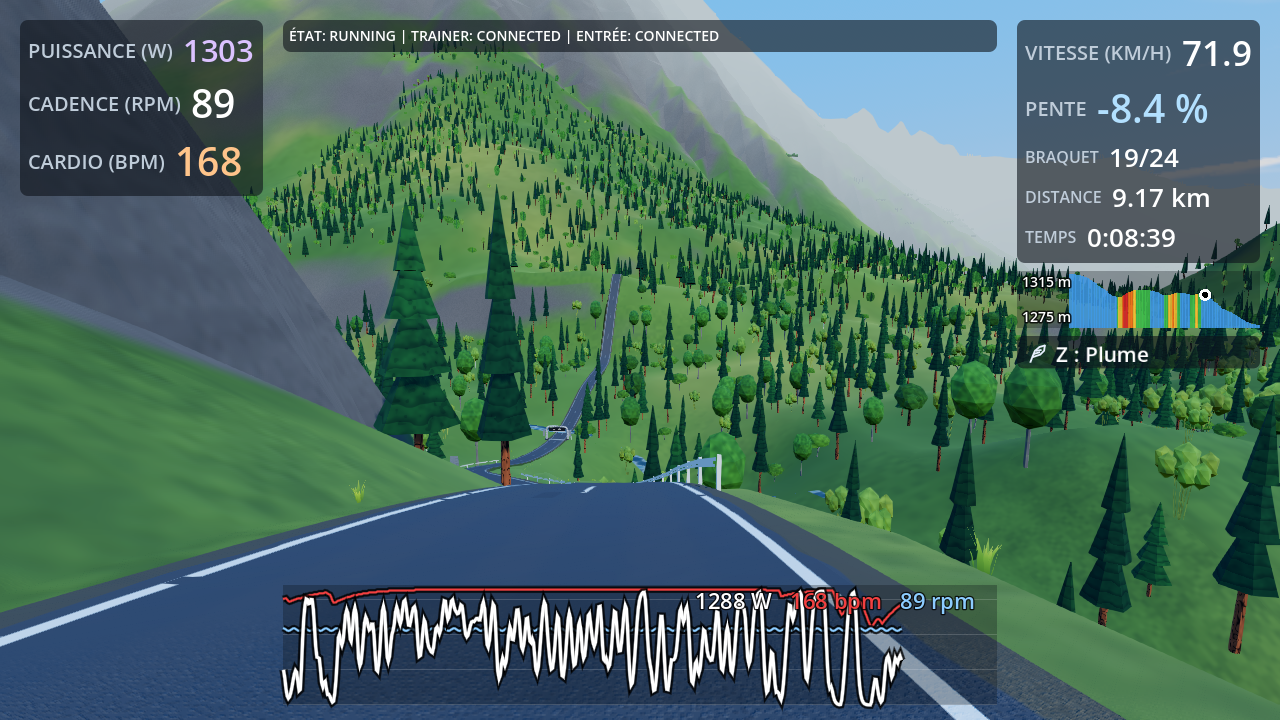 PUISSANCE (W) 1303
CADENCE (RPM) 89
CARDIO (BPM) 168
ÉTAT: RUNNING | TRAINER: CONNECTED | ENTRÉE: CONNECTED
VITESSE (KM/H) 71.9
PENTE -8.4 %
BRAQUET 19/24
DISTANCE 9.17 km
TEMPS 0:08:39
1315 m
1275 m
Z : Plume
1288 W 168 bpm 89 rpm